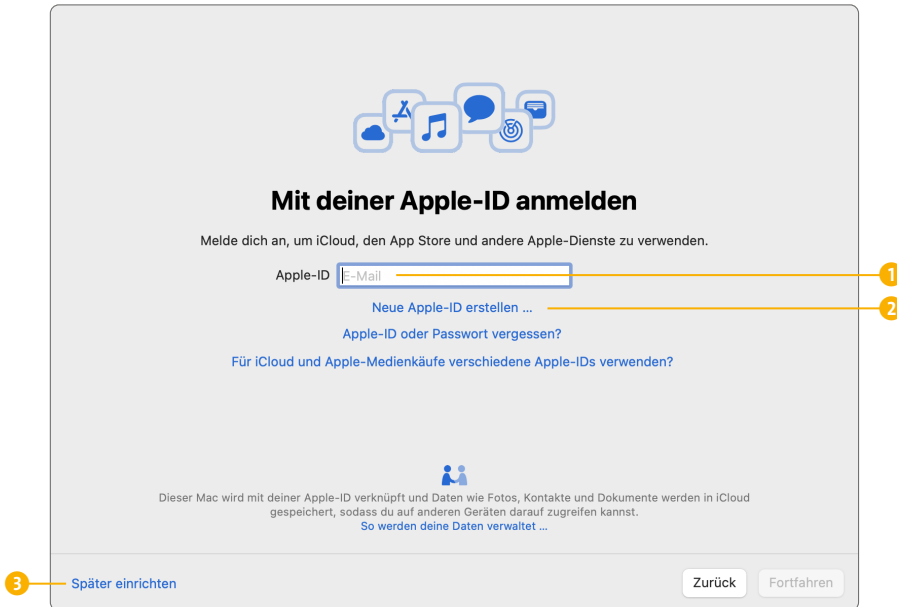 Mit deiner Apple-ID anmelden
Melde dich an, um iCloud, den App Store und andere Apple-Dienste zu verwenden.
Apple-ID E-Mail 1
Neue Apple-ID erstellen ... 2
Apple-ID oder Passwort vergessen?
Für iCloud und Apple-Medienkäufe verschiedene Apple-IDs verwenden?
Dieser Mac wird mit deiner Apple-ID verknüpft und Daten wie Fotos, Kontakte und Dokumente werden in iCloud
gespeichert, sodass du auf anderen Geräten darauf zugreifen kannst.
So werden deine Daten verwaltet ...
3 Später einrichten Zurück Fortfahren